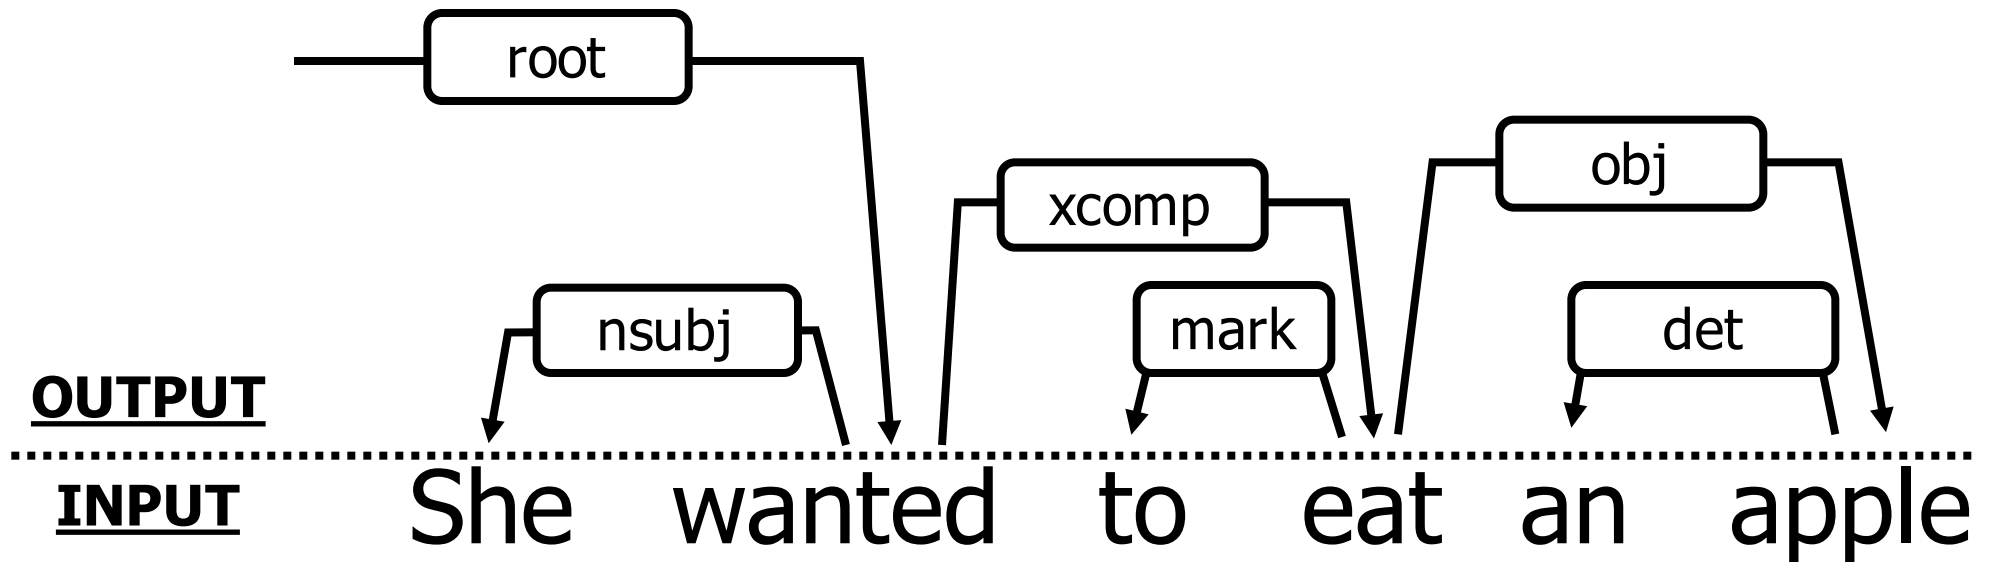 root
obj
xcomp
nsubj mark det
OUTPUT
INPUT She wanted to eat an apple